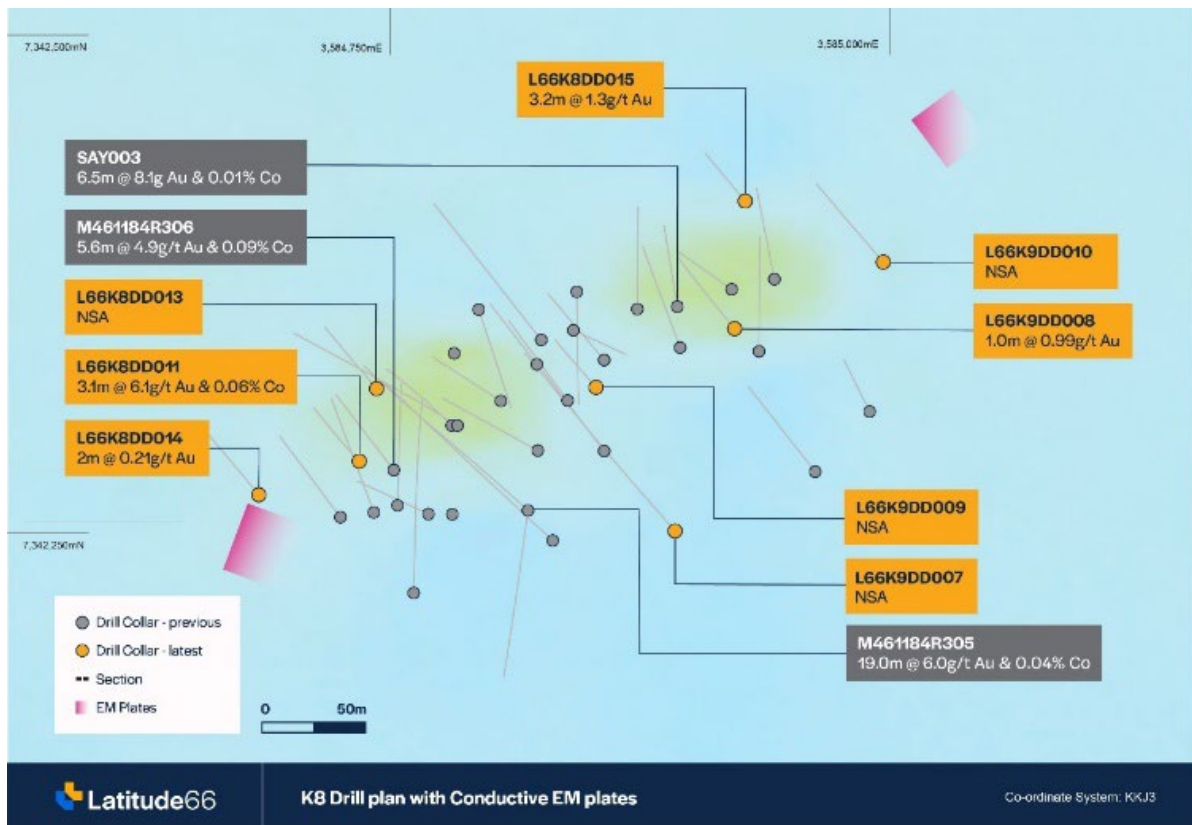 7,342,500mN
3,584,750mE
3,585,000mE
L66K8DD015
3.2m @ 1.3g/t Au
SAY003
6.5m @ 8.1g Au & 0.01% Co
M461184R306
5.6m @ 4.9g/t Au & 0.09% Co
L66K8DD013
NSA
L66K8DD011
3.1m @ 6.1g/t Au & 0.06% Co
L66K8DD014
2m @ 0.21g/t Au
L66K9DD010
NSA
L66K9DD008
1.0m @ 0.99g/t Au
L66K9DD009
NSA
L66K9DD007
NSA
M461184R305
19.0m @ 6.0g/t Au & 0.04% Co
7,342,250mN
Drill Collar - previous
Drill Collar - latest
Section
EM Plates
0 50m
Latitude66
K8 Drill plan with Conductive EM plates
Co-ordinate System: KKJ3